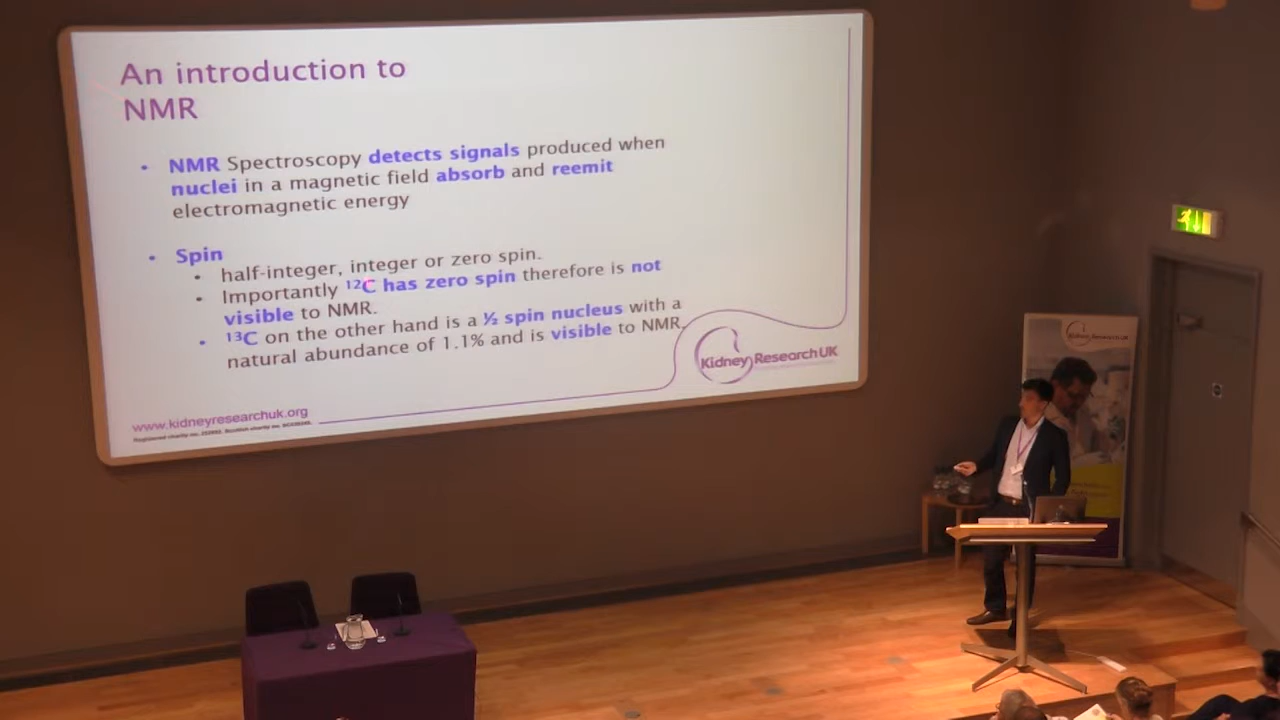 An introduction to
NMR
• NMR Spectroscopy detects signals produced when
nuclei in a magnetic field absorb and reemit
electromagnetic energy
• Spin
• half-integer, integer or zero spin.
• Importantly ¹²C has zero spin therefore is not
visible to NMR.
• ¹³C on the other hand is a ½ spin nucleus with a
natural abundance of 1.1% and is visible to NMR.
Kidney Research UK
www.kidneyresearchuk.org